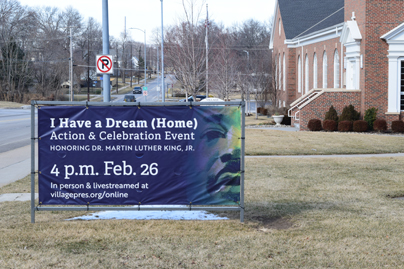 I Have a Dream (Home)
Action & Celebration Event
HONORING DR. MARTIN LUTHER KING, JR.
4 p.m. Feb. 26
In person & livestreamed at
villagepres.org/online